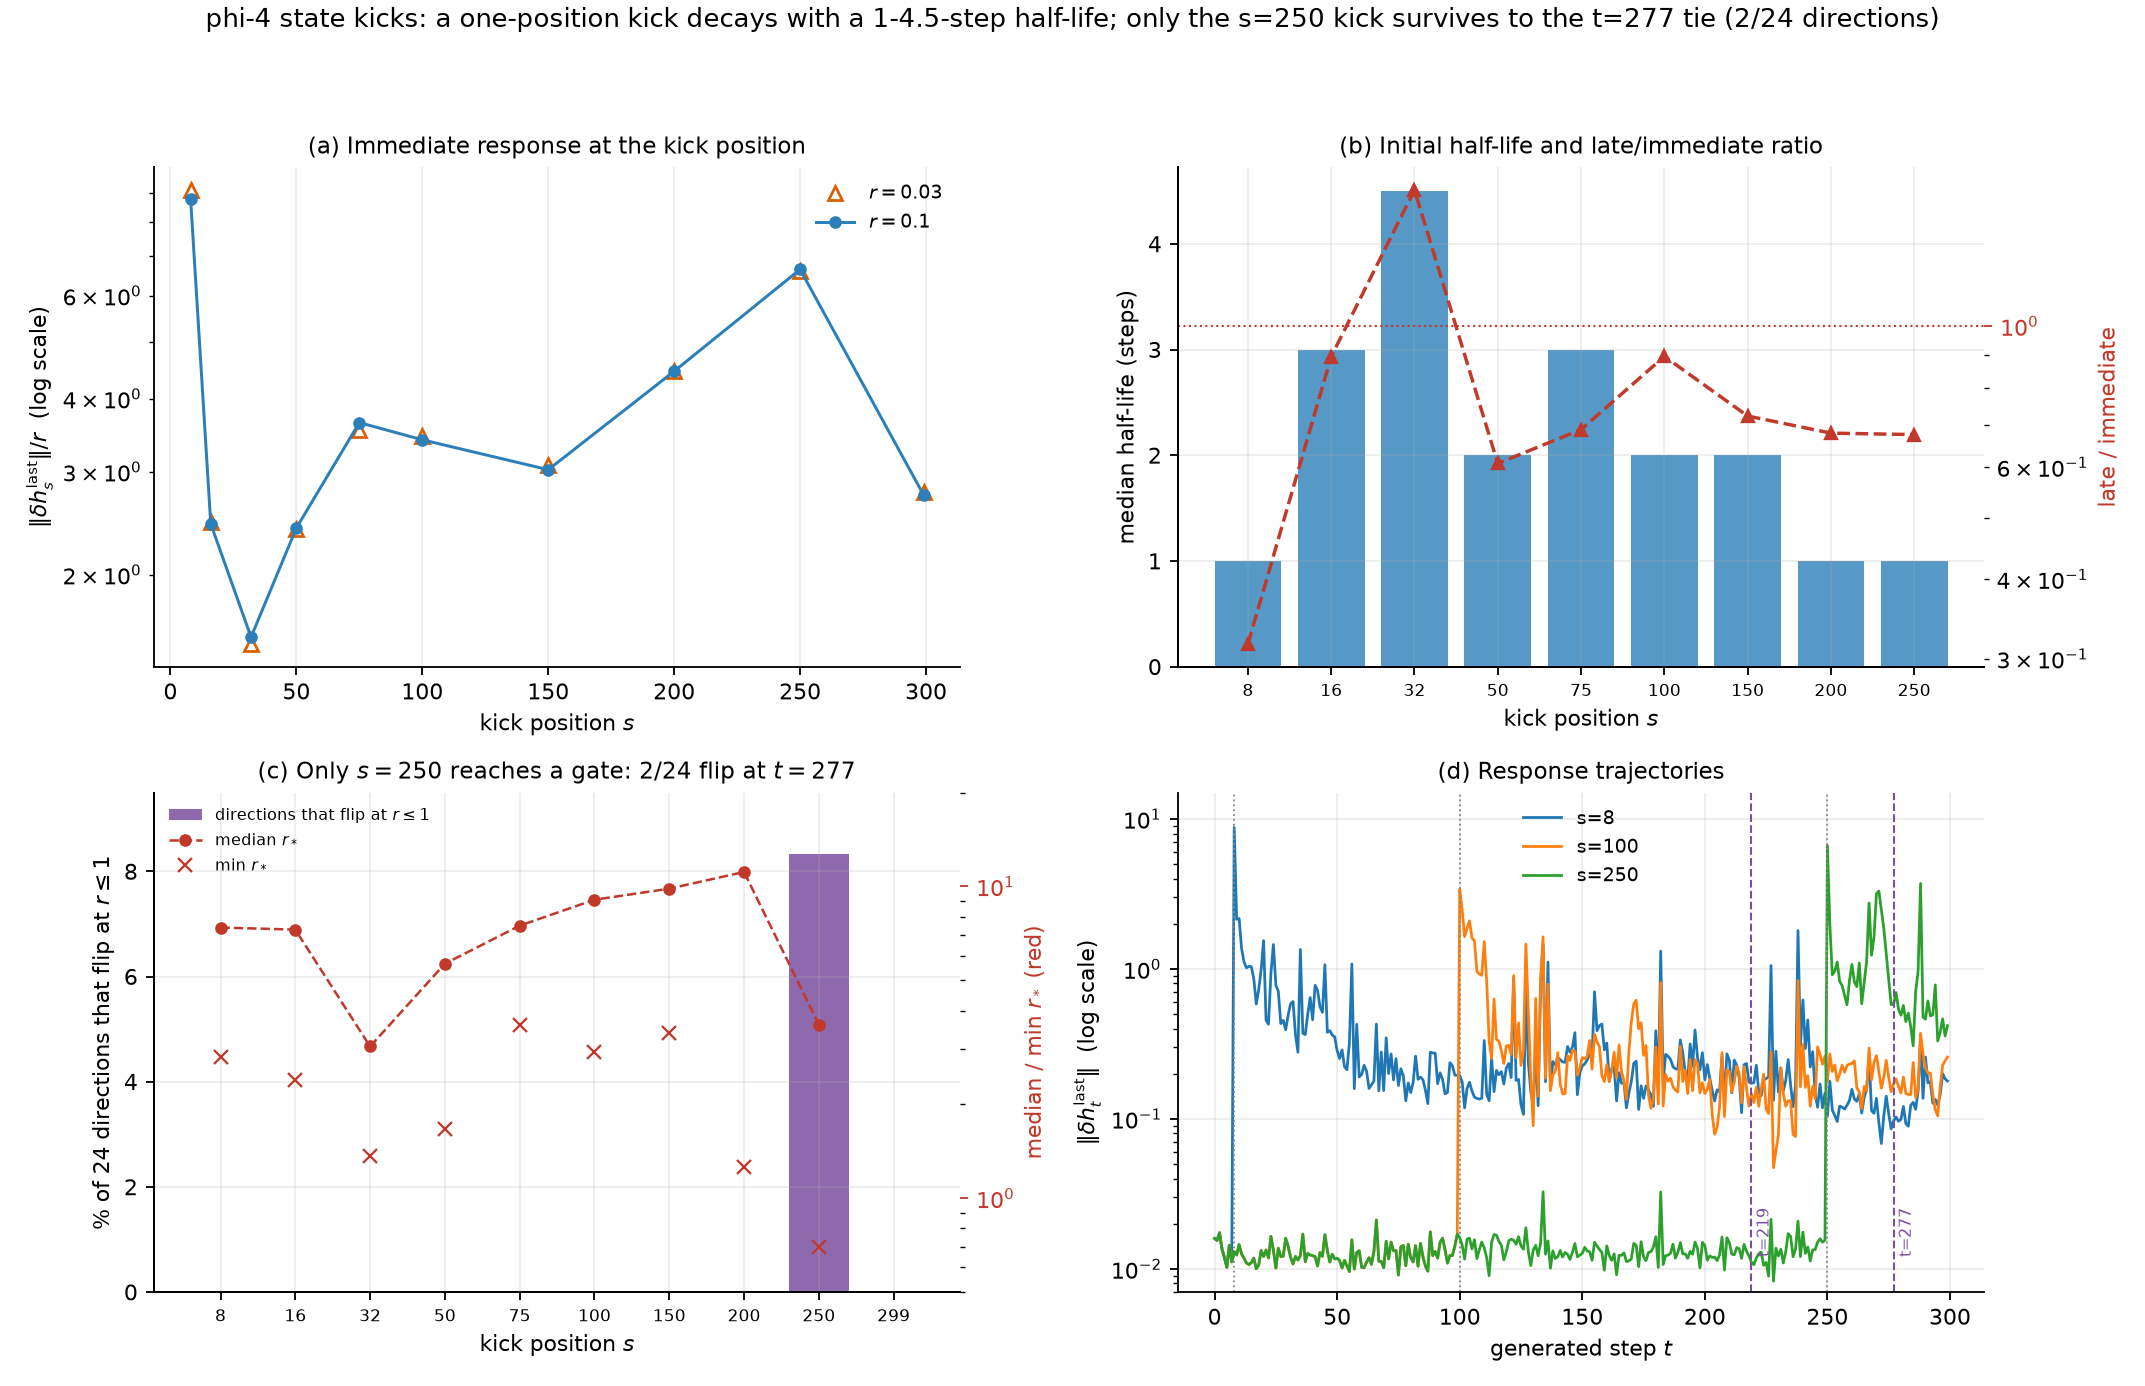 phi-4 state kicks: a one-position kick decays with a 1-4.5-step half-life; only the s=250 kick survives to the t=277 tie (2/24 directions)
(a) Immediate response at the kick position
r = 0.03
r = 0.1
6 × 10⁰
4 × 10⁰
3 × 10⁰
2 × 10⁰
‖δhₛˡᵃˢᵗ‖/r (log scale)
0 50 100 150 200 250 300
kick position s
(b) Initial half-life and late/immediate ratio
4
3
2
1
0
median half-life (steps)
10⁰
6 × 10⁻¹
4 × 10⁻¹
3 × 10⁻¹
late / immediate
8 16 32 50 75 100 150 200 250
kick position s
(c) Only s = 250 reaches a gate: 2/24 flip at t = 277
directions that flip at r ≤ 1
median r*
min r*
8
6
4
2
0
% of 24 directions that flip at r ≤ 1
10¹
10⁰
median / min r* (red)
8 16 32 50 75 100 150 200 250 299
kick position s
(d) Response trajectories
s=8
s=100
s=250
10¹
10⁰
10⁻¹
10⁻²
‖δhₜˡᵃˢᵗ‖ (log scale)
t=219
t=277
0 50 100 150 200 250 300
generated step t